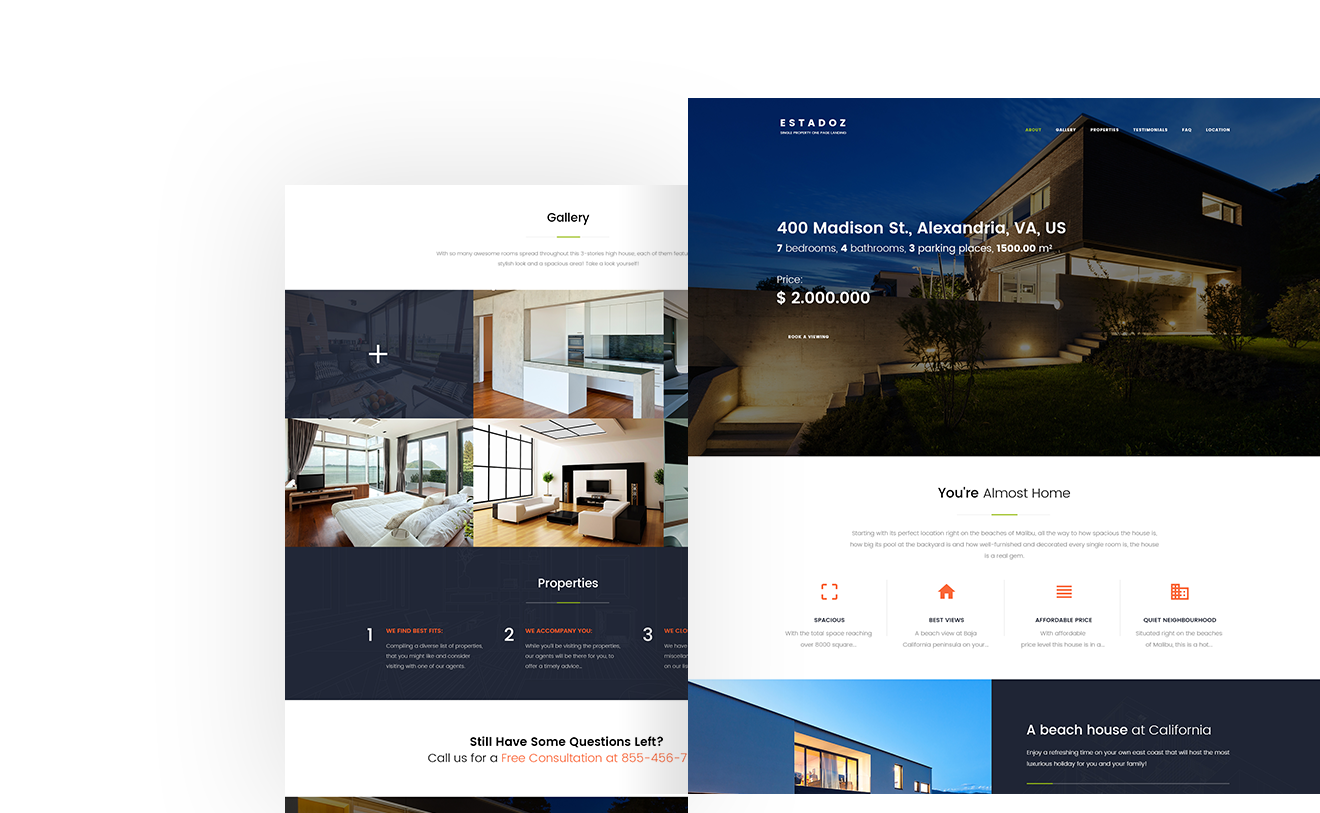 ESTADOZ
SINGLE PROPERTY ONE PAGE LANDING
ABOUT GALLERY PROPERTIES TESTIMONIALS FAQ LOCATION
400 Madison St., Alexandria, VA, US
7 bedrooms, 4 bathrooms, 3 parking places, 1500.00 m²
Price:
$ 2.000.000
BOOK A VIEWING
You're Almost Home
Starting with its perfect location right on the beaches of Malibu, all the way to how spacious the house is,
how big its pool at the backyard is and how well-furnished and decorated every single room is, the house
is a real gem.
SPACIOUS
With the total space reaching
over 8000 square...
BEST VIEWS
A beach view at Baja
California peninsula on your...
AFFORDABLE PRICE
With affordable
price level this house is in a...
QUIET NEIGHBOURHOOD
Situated right on the beaches
of Malibu, this is a hot...
A beach house at California
Enjoy a refreshing time on your own east coast that will host the most
luxurious holiday for you and your family!
Gallery
With so many awesome rooms spread throughout this 3-stories high house, each of them
stylish look and a spacious area! Take a look yourself!
Properties
1 WE FIND BEST FITS:
Compiling a diverse list of properties,
that you might like and consider
visiting with one of our agents.
2 WE ACCOMPANY YOU:
While you'll be visiting the properties,
our agents will be there for you, to
offer a timely advice...
3 WE CLO
We have
miscellan
on our lis
Still Have Some Questions Left?
Call us for a Free Consultation at 855-456-7